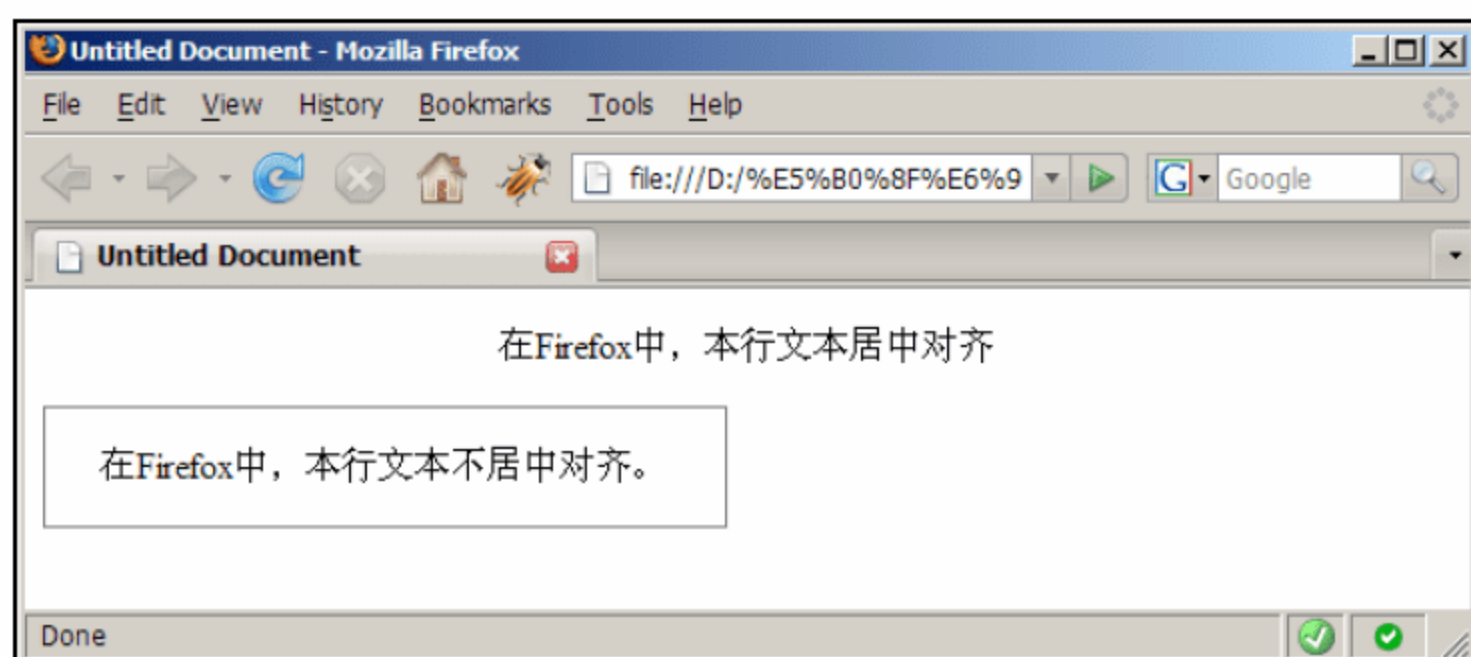 Untitled Document - Mozilla Firefox
File Edit View History Bookmarks Tools Help
file:///D:/%E5%B0%8F%E6%9 G Google
Untitled Document
在Firefox中，本行文本居中对齐
在Firefox中，本行文本不居中对齐。
Done